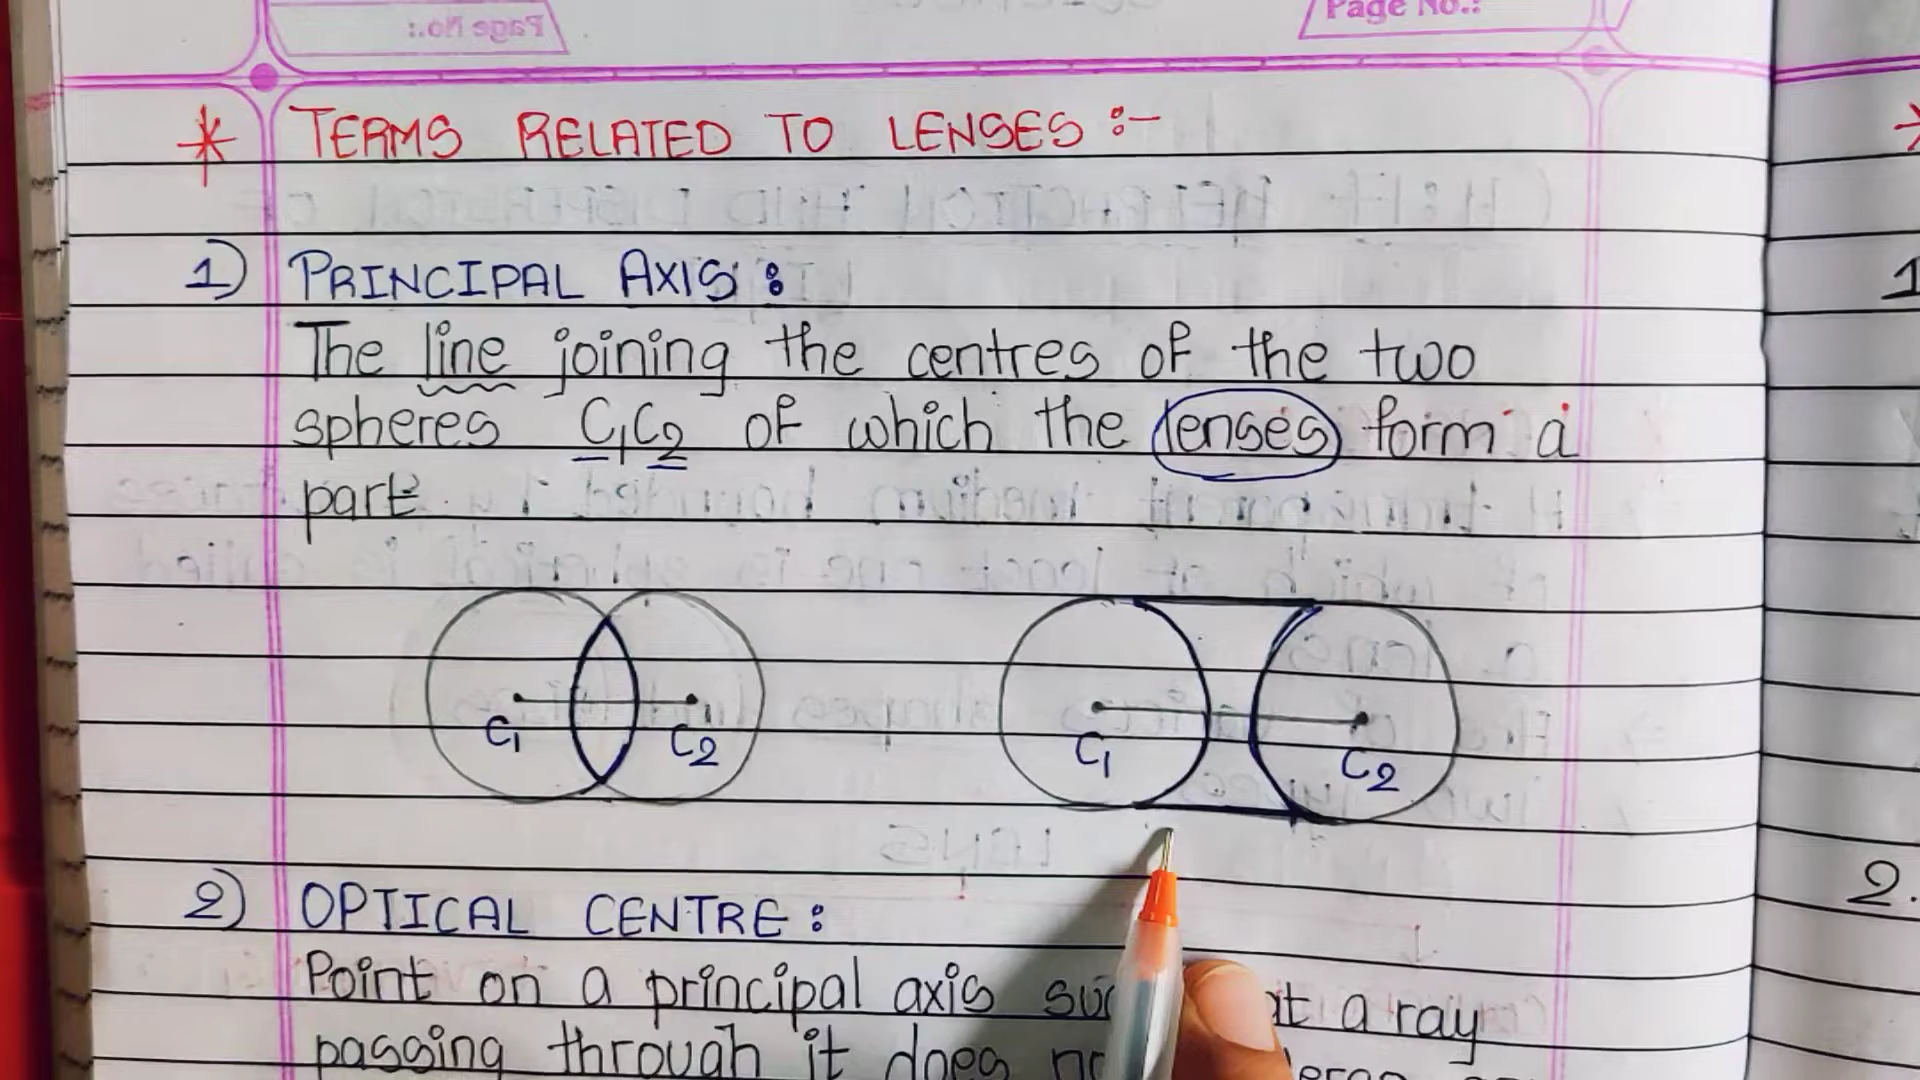 Page No.:
Page No.:
* TERMS RELATED TO LENSES :-
1) PRINCIPAL AXIS :
The line joining the centres of the two
spheres C1C2 of which the lenses form a
part.
C1 C2 C1 C2
2) OPTICAL CENTRE :
Point on a principal axis at a ray
passing through it does
1
2.